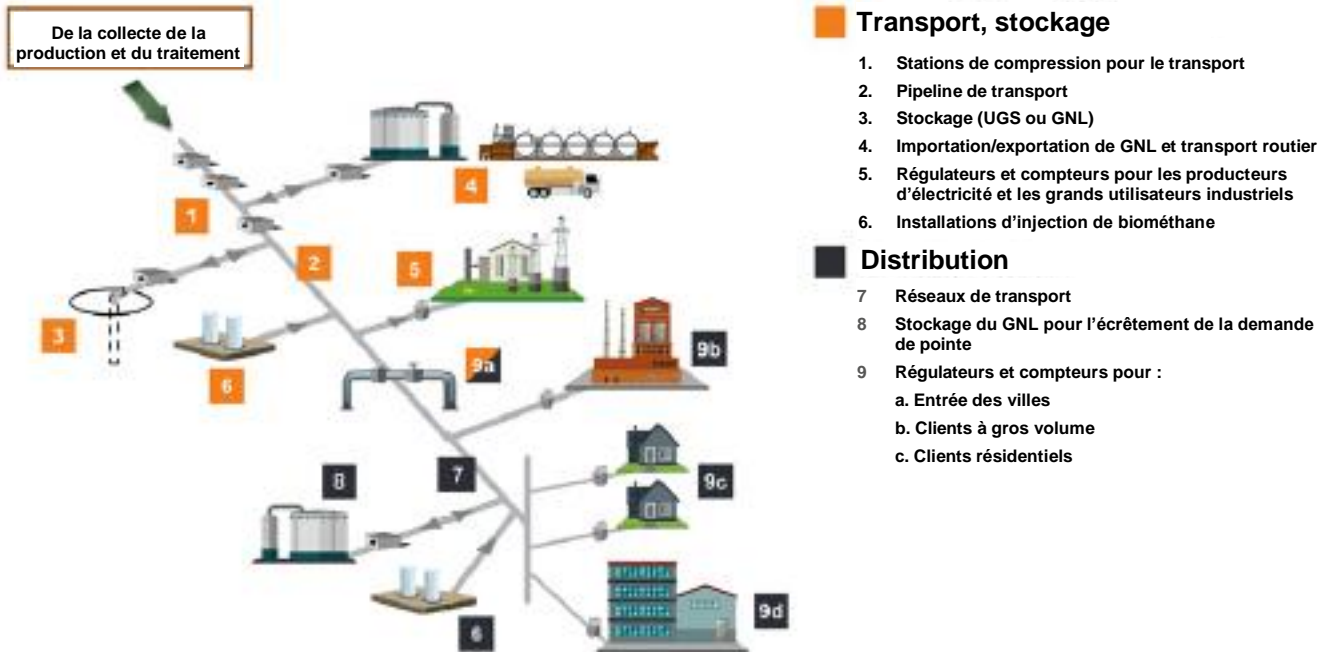 De la collecte de la
production et du traitement
1
2
3
4
5
6
9a
9b
7
8
9c
6
9d
Transport, stockage
1. Stations de compression pour le transport
2. Pipeline de transport
3. Stockage (UGS ou GNL)
4. Importation/exportation de GNL et transport routier
5. Régulateurs et compteurs pour les producteurs
d’électricité et les grands utilisateurs industriels
6. Installations d’injection de biométhane
Distribution
7 Réseaux de transport
8 Stockage du GNL pour l’écrêtement de la demande
de pointe
9 Régulateurs et compteurs pour :
a. Entrée des villes
b. Clients à gros volume
c. Clients résidentiels